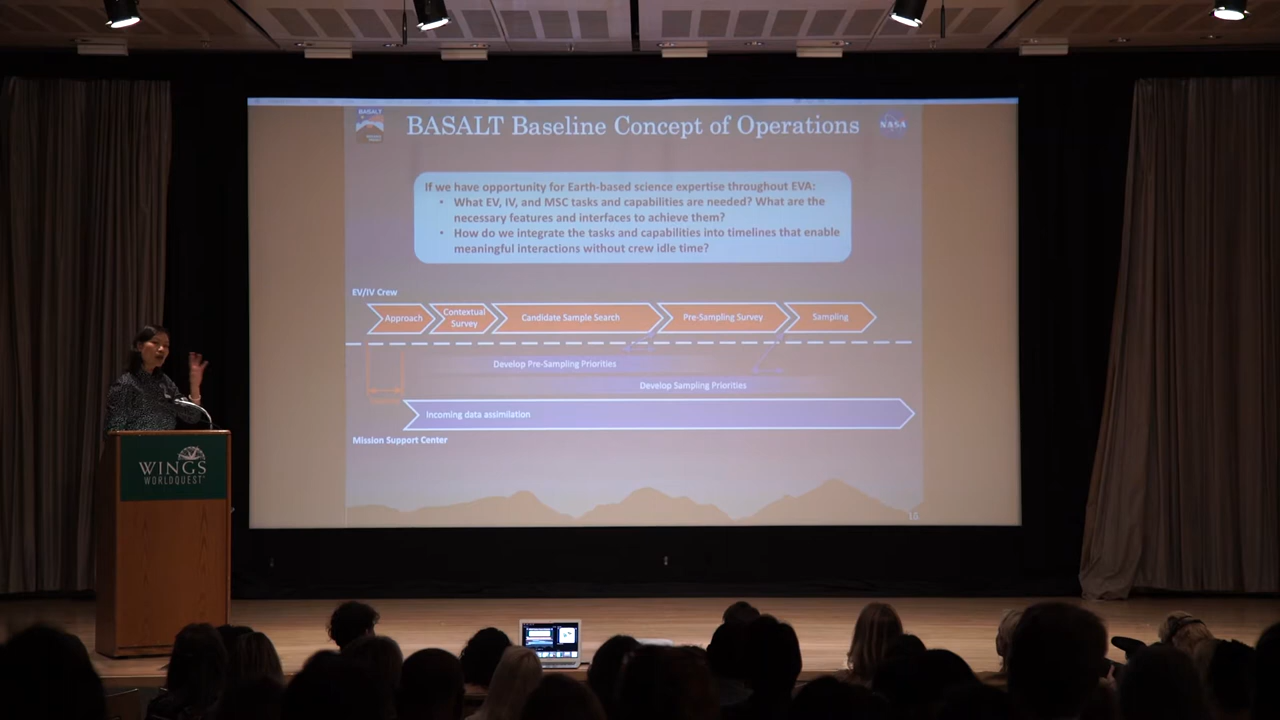 BASALT
BASALT Baseline Concept of Operations
NASA
If we have opportunity for Earth-based science expertise throughout EVA:
• What EV, IV, and MSC tasks and capabilities are needed? What are the
necessary features and interfaces to achieve them?
• How do we integrate the tasks and capabilities into timelines that enable
meaningful interactions without crew idle time?
EV/IV Crew
Approach
Contextual
Survey
Candidate Sample Search
Pre-Sampling Survey
Sampling
Develop Pre-Sampling Priorities
Develop Sampling Priorities
Incoming data assimilation
Mission Support Center
WINGS
WORLDQUEST